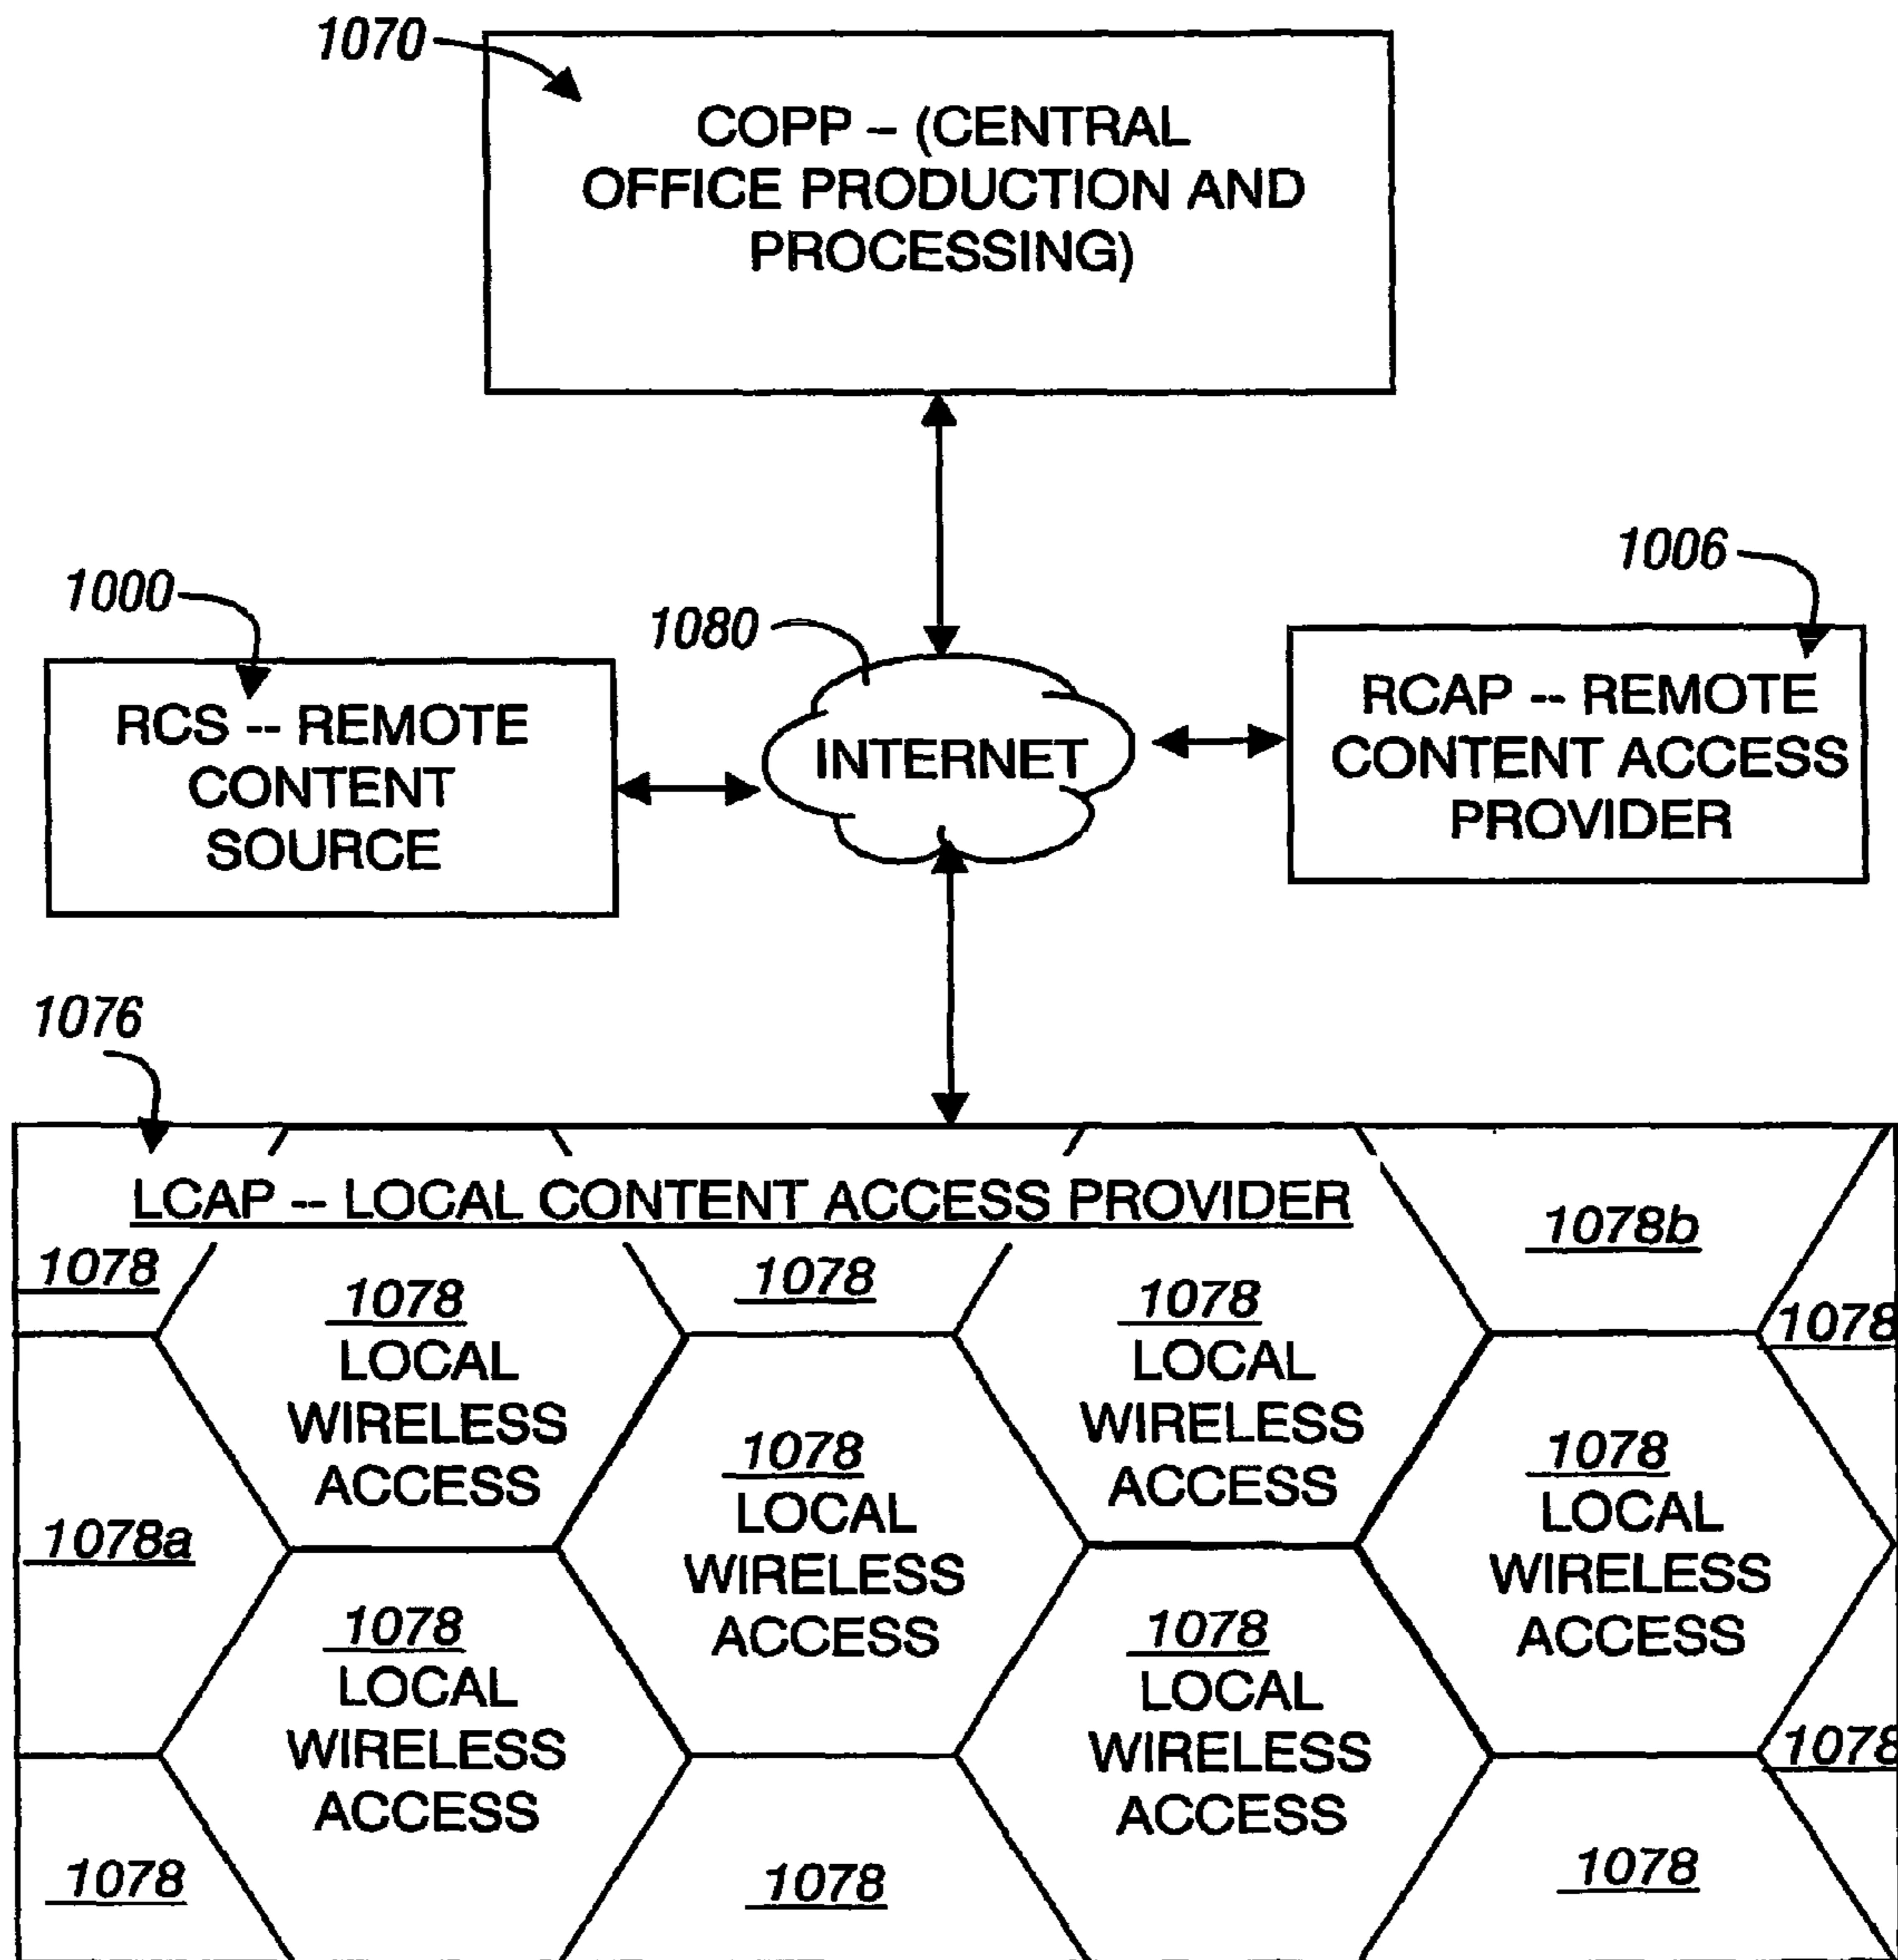 1070
COPP – (CENTRAL
OFFICE PRODUCTION AND
PROCESSING)
1006
1000
1080
RCS -- REMOTE
CONTENT
SOURCE
INTERNET
RCAP -- REMOTE
CONTENT ACCESS
PROVIDER
1076
LCAP -- LOCAL CONTENT ACCESS PROVIDER
1078b
1078
1078
1078
LOCAL
WIRELESS
ACCESS
1078
LOCAL
WIRELESS
ACCESS
1078
1078a
1078
LOCAL
WIRELESS
ACCESS
1078
LOCAL
WIRELESS
ACCESS
1078
LOCAL
WIRELESS
ACCESS
1078
LOCAL
WIRELESS
ACCESS
1078
1078
1078
1078